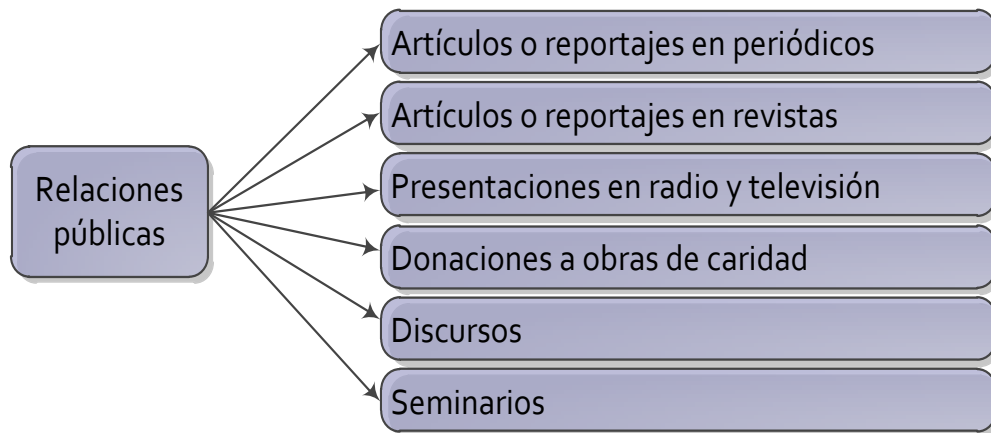 Relaciones
públicas
Artículos o reportajes en periódicos
Artículos o reportajes en revistas
Presentaciones en radio y televisión
Donaciones a obras de caridad
Discursos
Seminarios